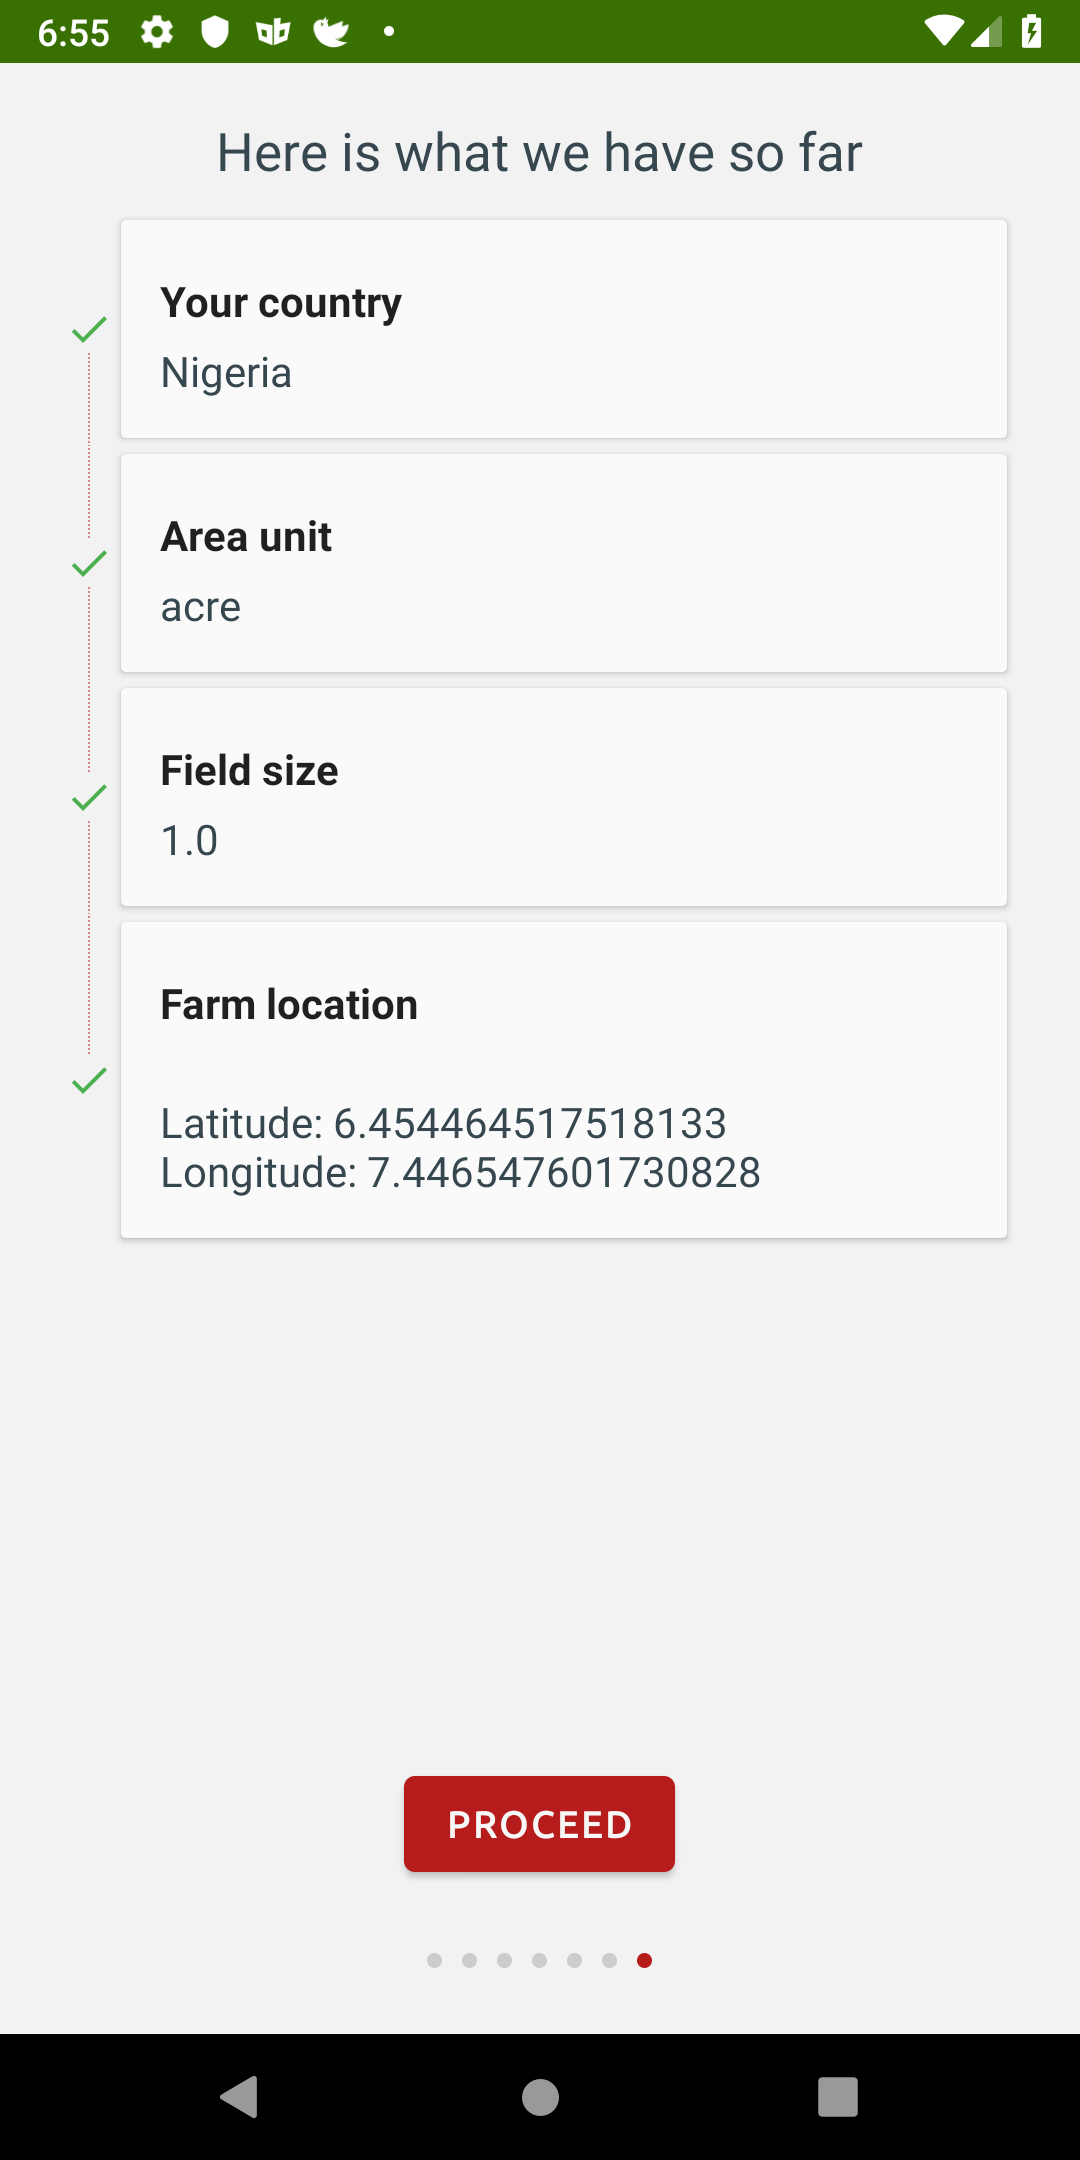 6:55
Here is what we have so far
Your country
Nigeria
Area unit
acre
Field size
1.0
Farm location
Latitude: 6.454464517518133
Longitude: 7.446547601730828
PROCEED